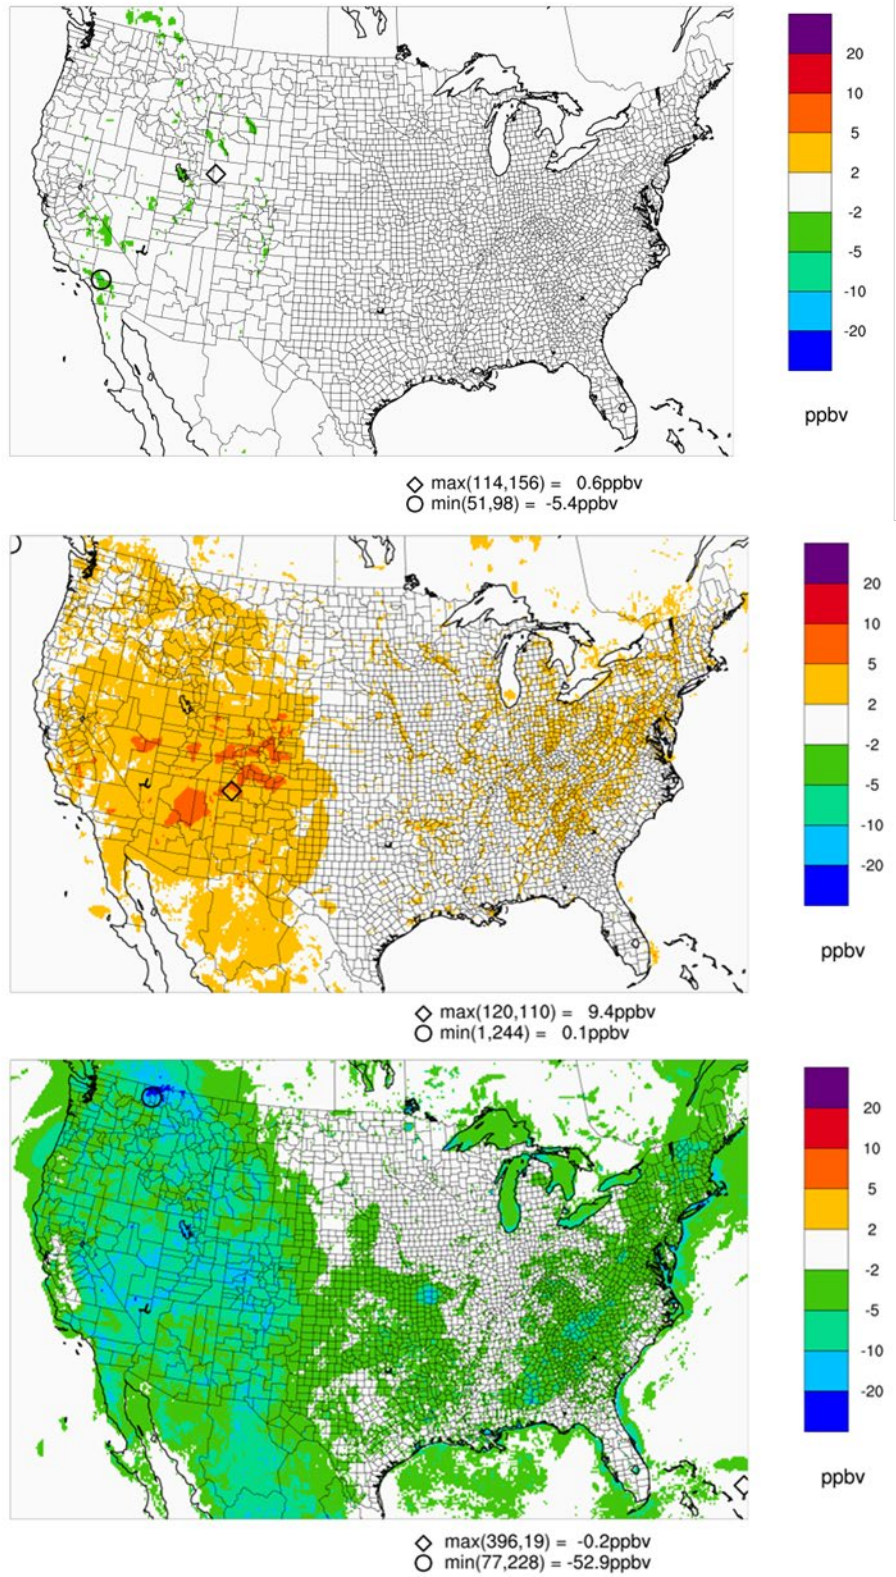 20
10
5
2
-2
-5
-10
-20
ppbv
max(114,156) = 0.6ppbv
min(51,98) = -5.4ppbv
20
10
5
2
-2
-5
-10
-20
ppbv
max(120,110) = 9.4ppbv
min(1,244) = 0.1ppbv
20
10
5
2
-2
-5
-10
-20
ppbv
max(396,19) = -0.2ppbv
min(77,228) = -52.9ppbv